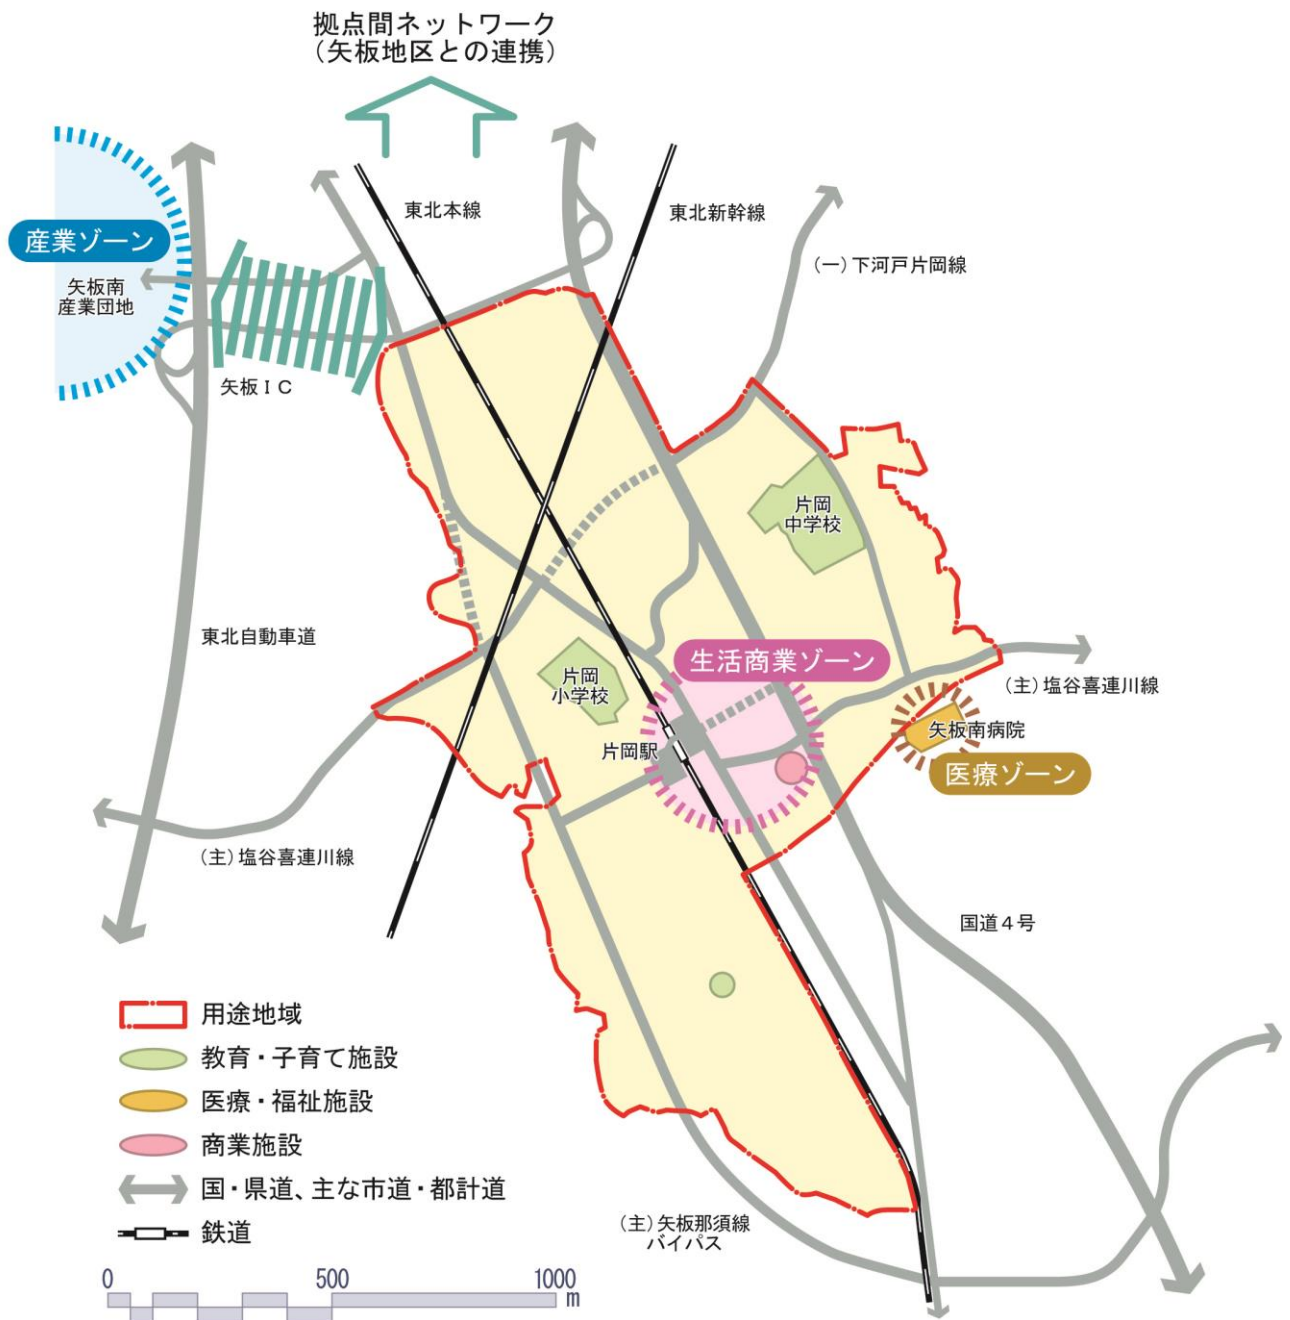 拠点間ネットワーク
（矢板地区との連携）
東北本線
東北新幹線
産業ゾーン
（一）下河戸片岡線
矢板南
産業団地
矢板ＩＣ
片岡
中学校
東北自動車道
生活商業ゾーン
片岡
小学校
（主）塩谷喜連川線
片岡駅
矢板南病院
医療ゾーン
（主）塩谷喜連川線
国道４号
用途地域
教育・子育て施設
医療・福祉施設
商業施設
国・県道、主な市道・都計道
（主）矢板那須線
バイパス
鉄道
0 500 1000
m